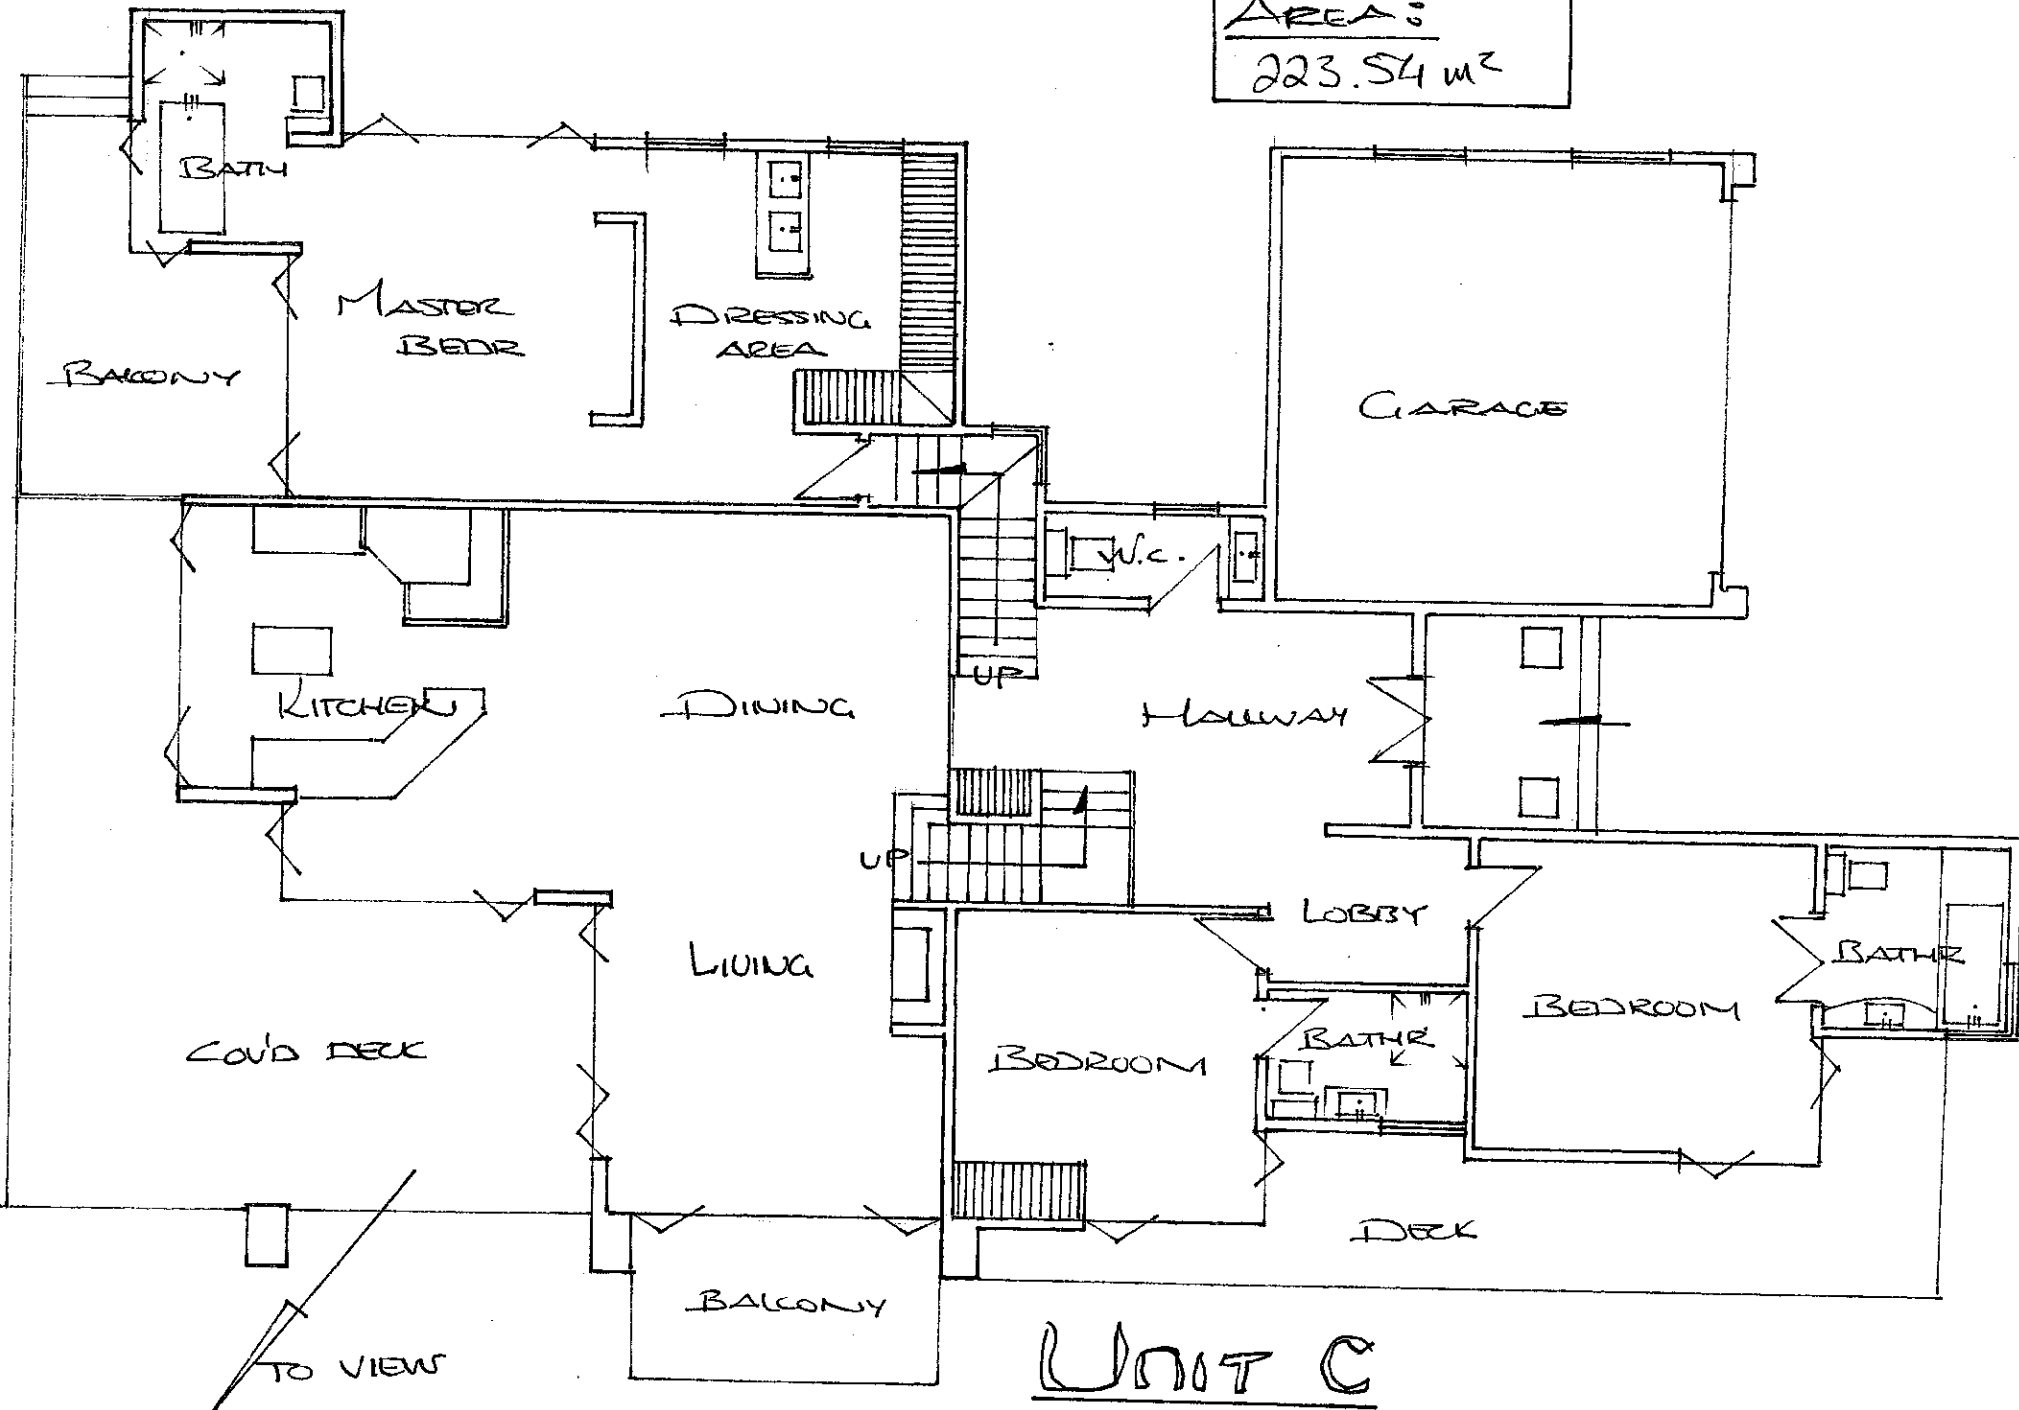 AREA:
223.54 m²
BATH
MASTER
BEDR
DRESSING
AREA
BALCONY
GARAGE
W.C.
UP
KITCHEN
DINING
HALLWAY
UP
LOBBY
LIVING
BATHR
BEDROOM
COV'D DECK
BEDROOM
BATHR
DECK
BALCONY
TO VIEW
UNIT C